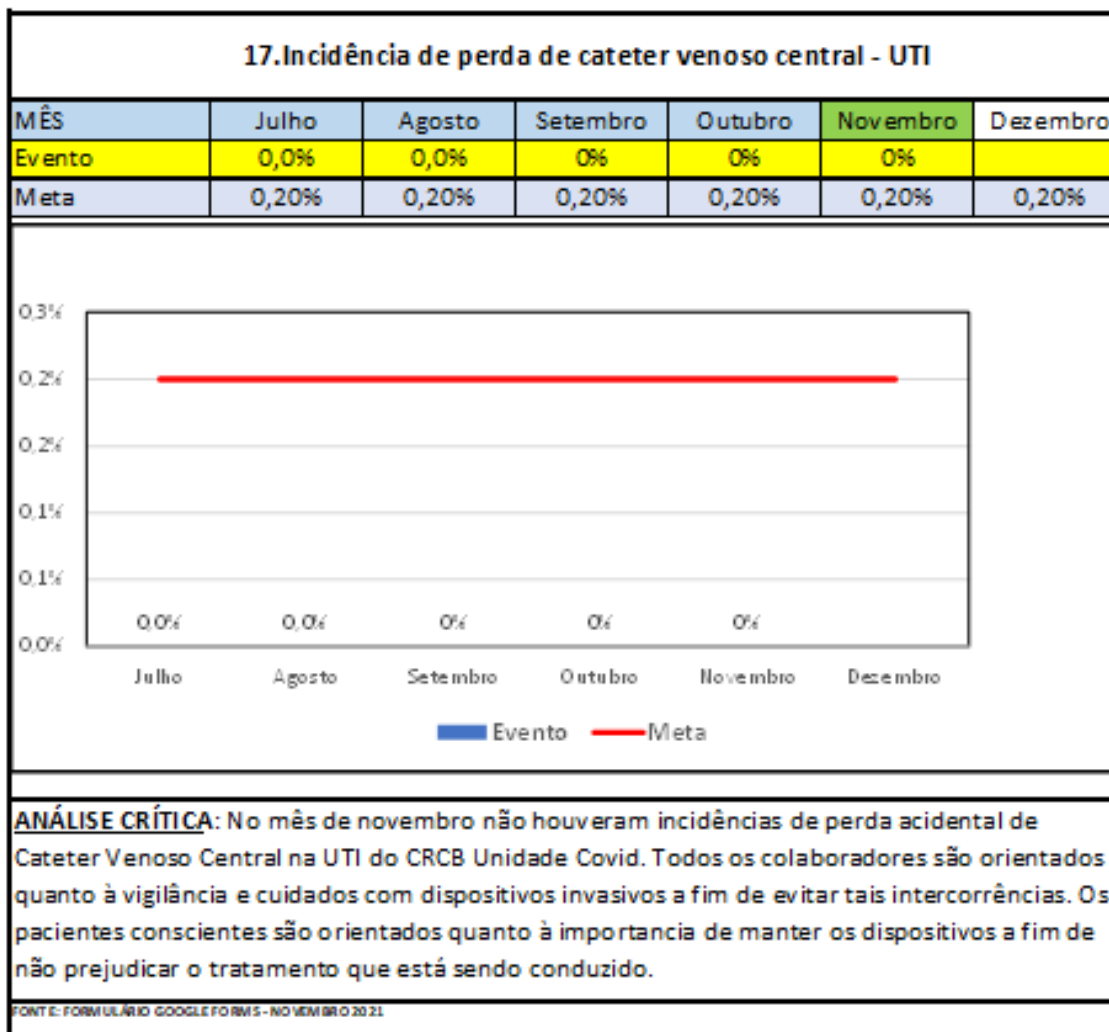 17.Incidência de perda de cateter venoso central - UTI
MÊS Julho Agosto Setembro Outubro Novembro Dezembro
Evento 0,0% 0,0% 0% 0% 0%
Meta 0,20% 0,20% 0,20% 0,20% 0,20% 0,20%
0,3%
0,2%
0,2%
0,1%
0,1%
0,0% 0,0% 0% 0% 0%
0,0%
Julho Agosto Setembro Outubro Novembro Dezembro
Evento Meta
ANÁLISE CRÍTICA: No mês de novembro não houveram incidências de perda acidental de
Cateter Venoso Central na UTI do CRCB Unidade Covid. Todos os colaboradores são orientados
quanto à vigilância e cuidados com dispositivos invasivos a fim de evitar tais intercorrências. Os
pacientes conscientes são orientados quanto à importancia de manter os dispositivos a fim de
não prejudicar o tratamento que está sendo conduzido.
FONTE: FORMULÁRIO GOOGLE FORMS - NOVEMBRO 2021